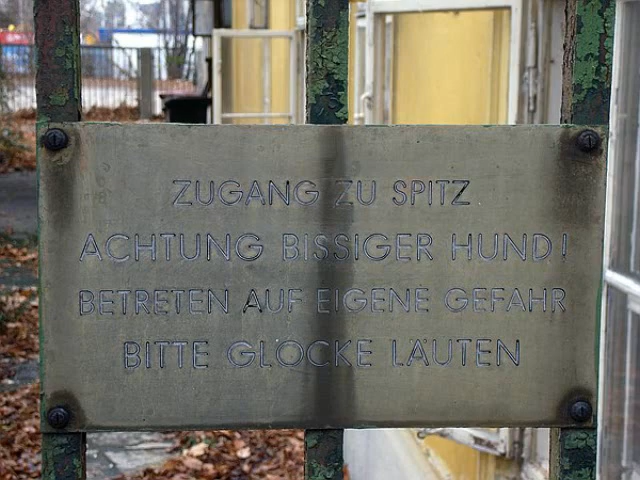 ZUGANG ZU SPITZ
ACHTUNG BISSIGER HUND!
BETRETEN AUF EIGENE GEFAHR
BITTE GLOCKE LÄUTEN